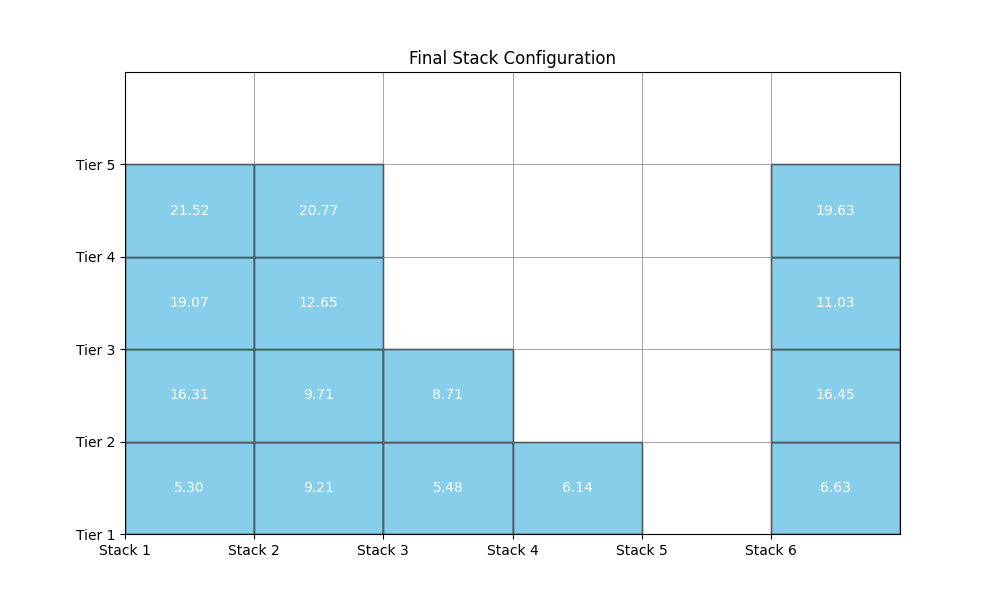 Final Stack Configuration
Tier 5
21.52 20.77 19.63
Tier 4
19.07 12.65 11.03
Tier 3
16.31 9.71 8.71 16.45
Tier 2
5.30 9.21 5.48 6.14 6.63
Tier 1
Stack 1 Stack 2 Stack 3 Stack 4 Stack 5 Stack 6